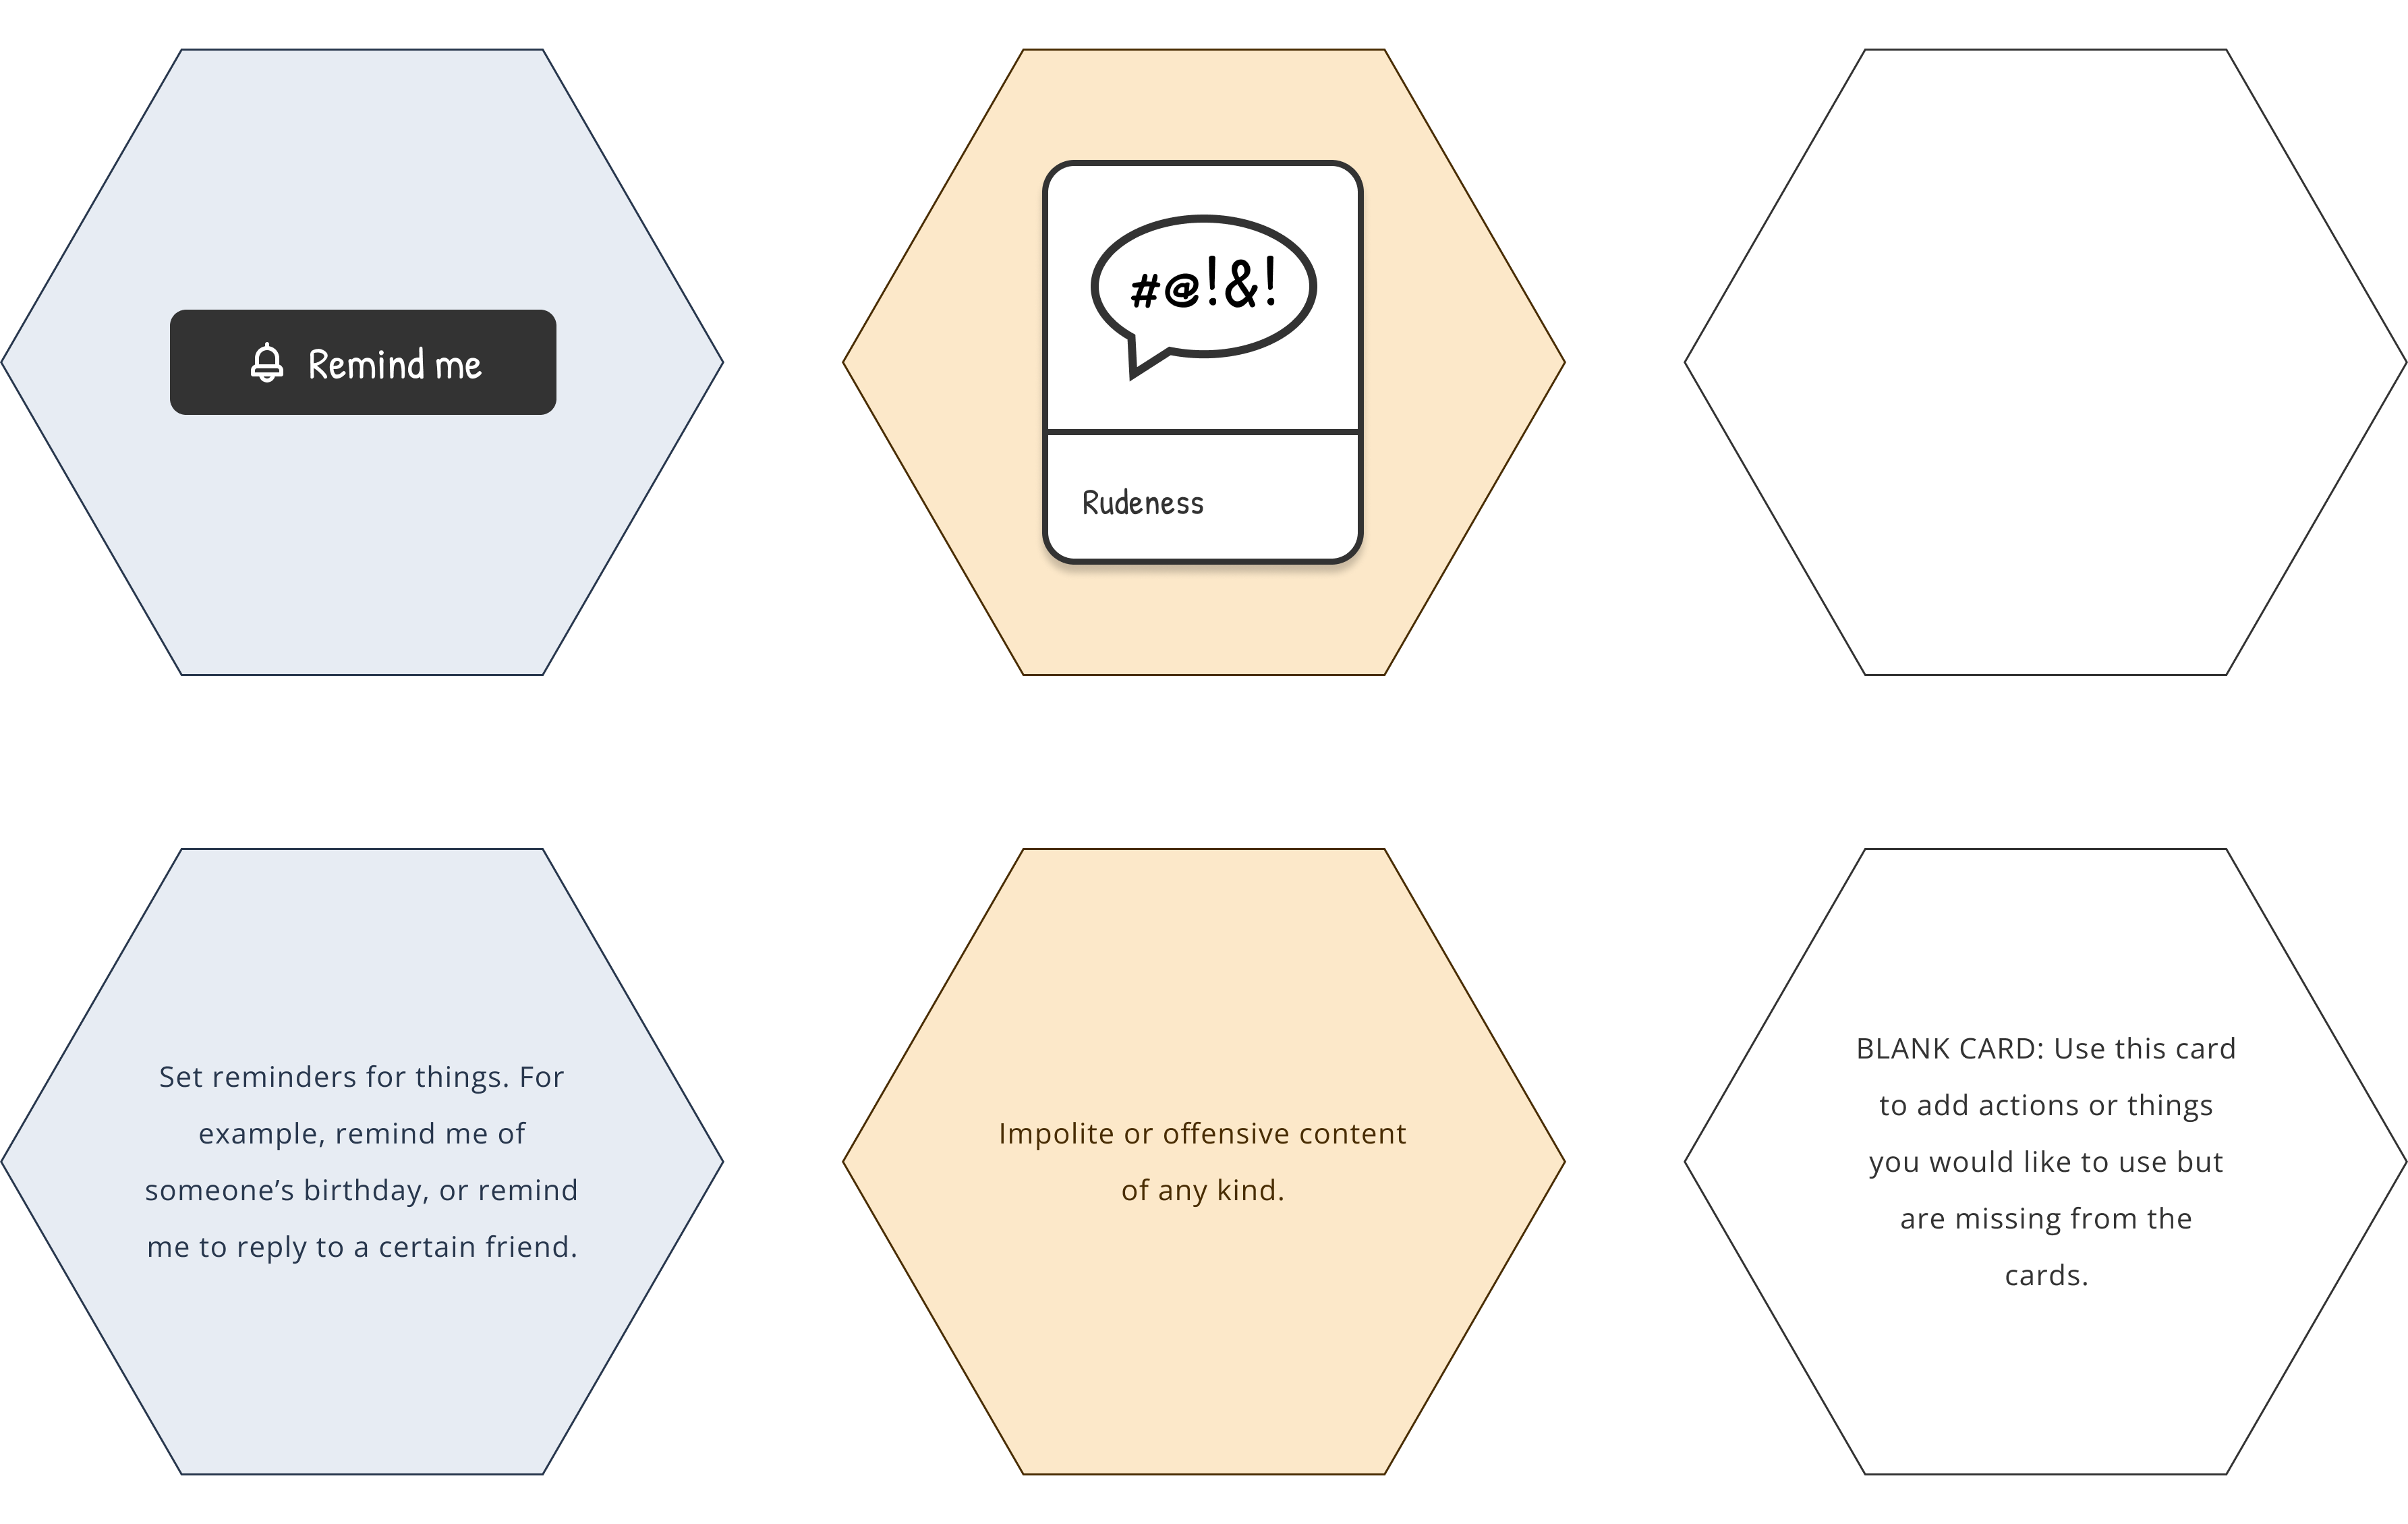 Remind me
#@!&!
Rudeness
Set reminders for things. For
example, remind me of
someone’s birthday, or remind
me to reply to a certain friend.
Impolite or offensive content
of any kind.
BLANK CARD: Use this card
to add actions or things
you would like to use but
are missing from the
cards.